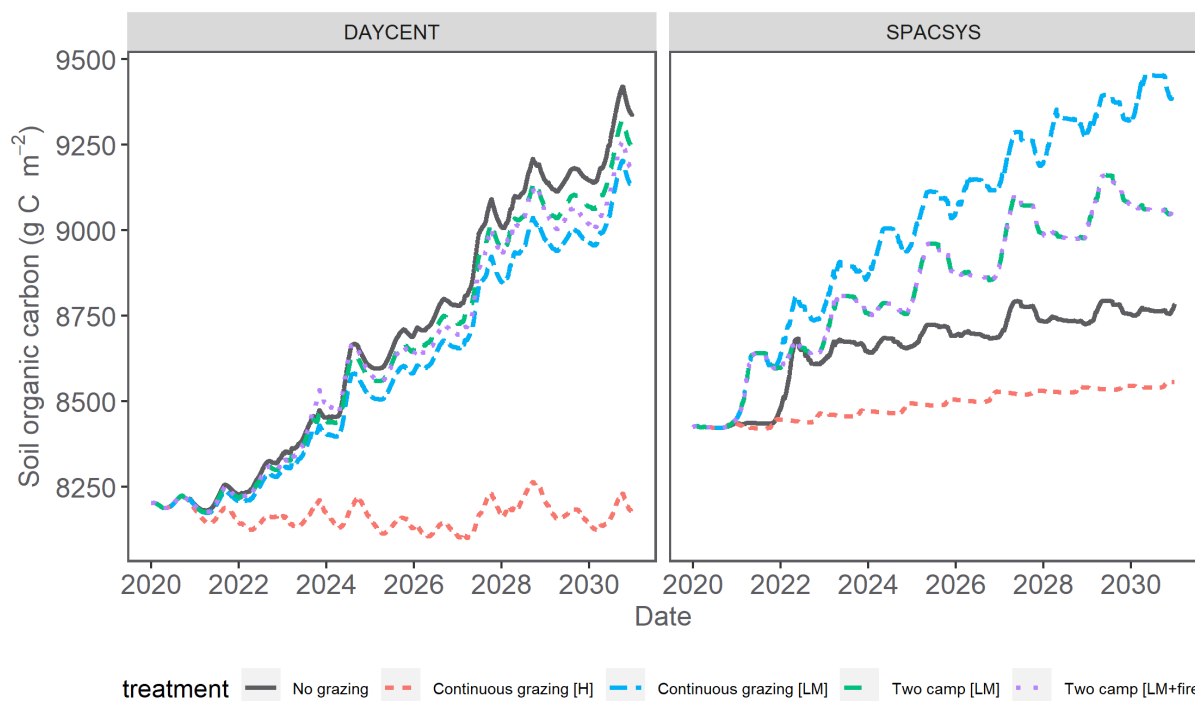 DAYCENT
SPACSYS
9500
9250
9000
8750
8500
8250
Soil organic carbon (g C m⁻²)
2020 2022 2024 2026 2028 2030
2020 2022 2024 2026 2028 2030
Date
treatment No grazing Continuous grazing [H] Continuous grazing [LM] Two camp [LM] Two camp [LM+fire